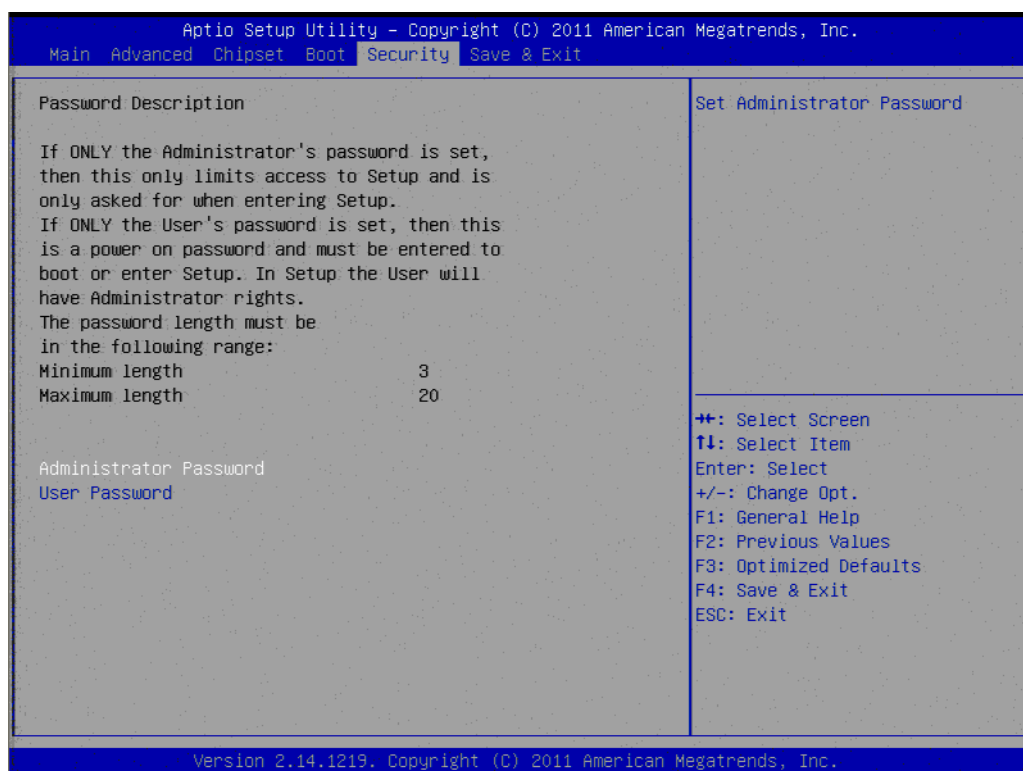 Aptio Setup Utility – Copyright (C) 2011 American Megatrends, Inc.
Main Advanced Chipset Boot Security Save & Exit
Password Description
If ONLY the Administrator's password is set,
then this only limits access to Setup and is
only asked for when entering Setup.
If ONLY the User's password is set, then this
is a power on password and must be entered to
boot or enter Setup. In Setup the User will
have Administrator rights.
The password length must be
in the following range:
Minimum length 3
Maximum length 20
Administrator Password
User Password
Set Administrator Password
→←: Select Screen
↑↓: Select Item
Enter: Select
+/-: Change Opt.
F1: General Help
F2: Previous Values
F3: Optimized Defaults
F4: Save & Exit
ESC: Exit
Version 2.14.1219. Copyright (C) 2011 American Megatrends, Inc.